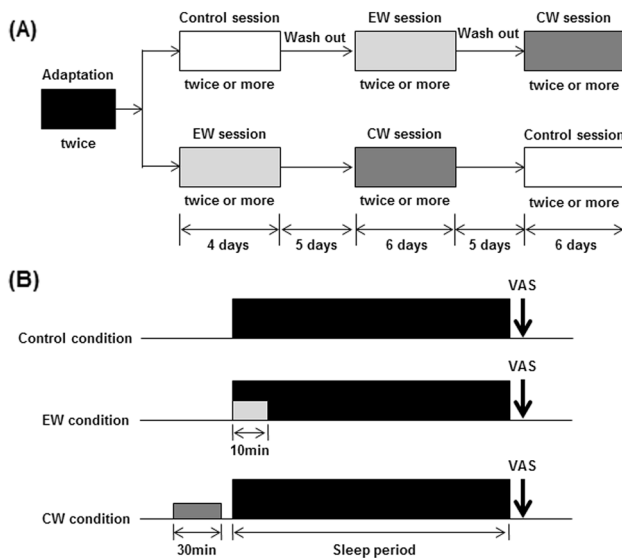 (A)
Control session
Wash out
EW session
Wash out
CW session
Adaptation
twice
twice or more
twice or more
twice or more
EW session
CW session
Control session
twice or more
twice or more
twice or more
4 days
5 days
6 days
5 days
6 days
(B)
VAS
Control condition
VAS
EW condition
10min
VAS
CW condition
30min
Sleep period